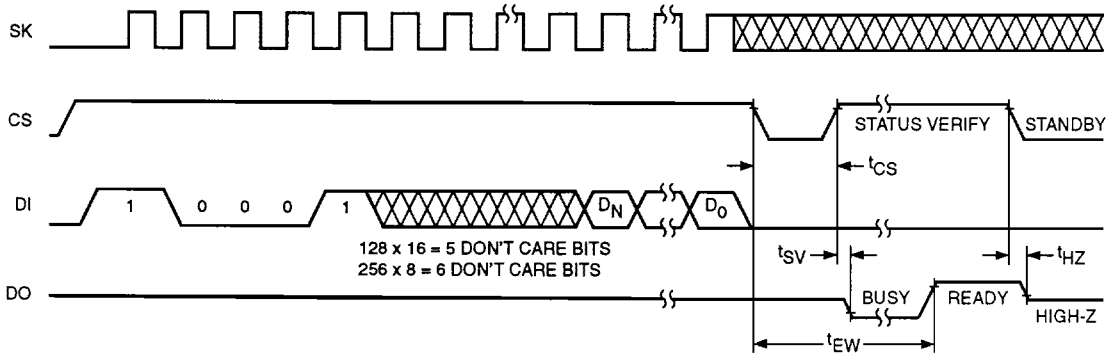 SK
CS
STATUS VERIFY
STANDBY
tCS
DI
1
0
0
0
1
DN
D0
128 x 16 = 5 DON'T CARE BITS
256 x 8 = 6 DON'T CARE BITS
tSV
tHZ
DO
BUSY
READY
HIGH-Z
tEW